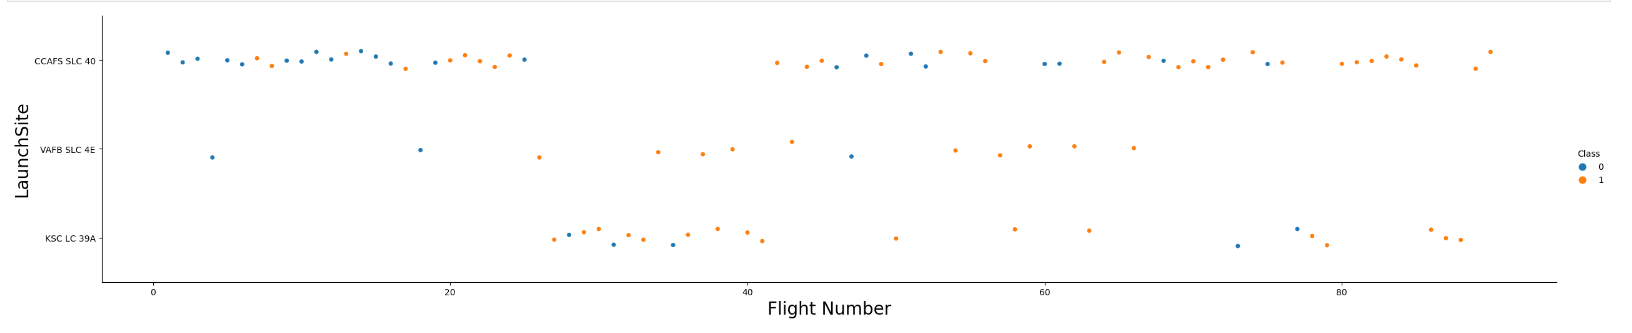 CCAFS SLC 40
VAFB SLC 4E
KSC LC 39A
LaunchSite
0 20 40 60 80
Flight Number
Class
0
1